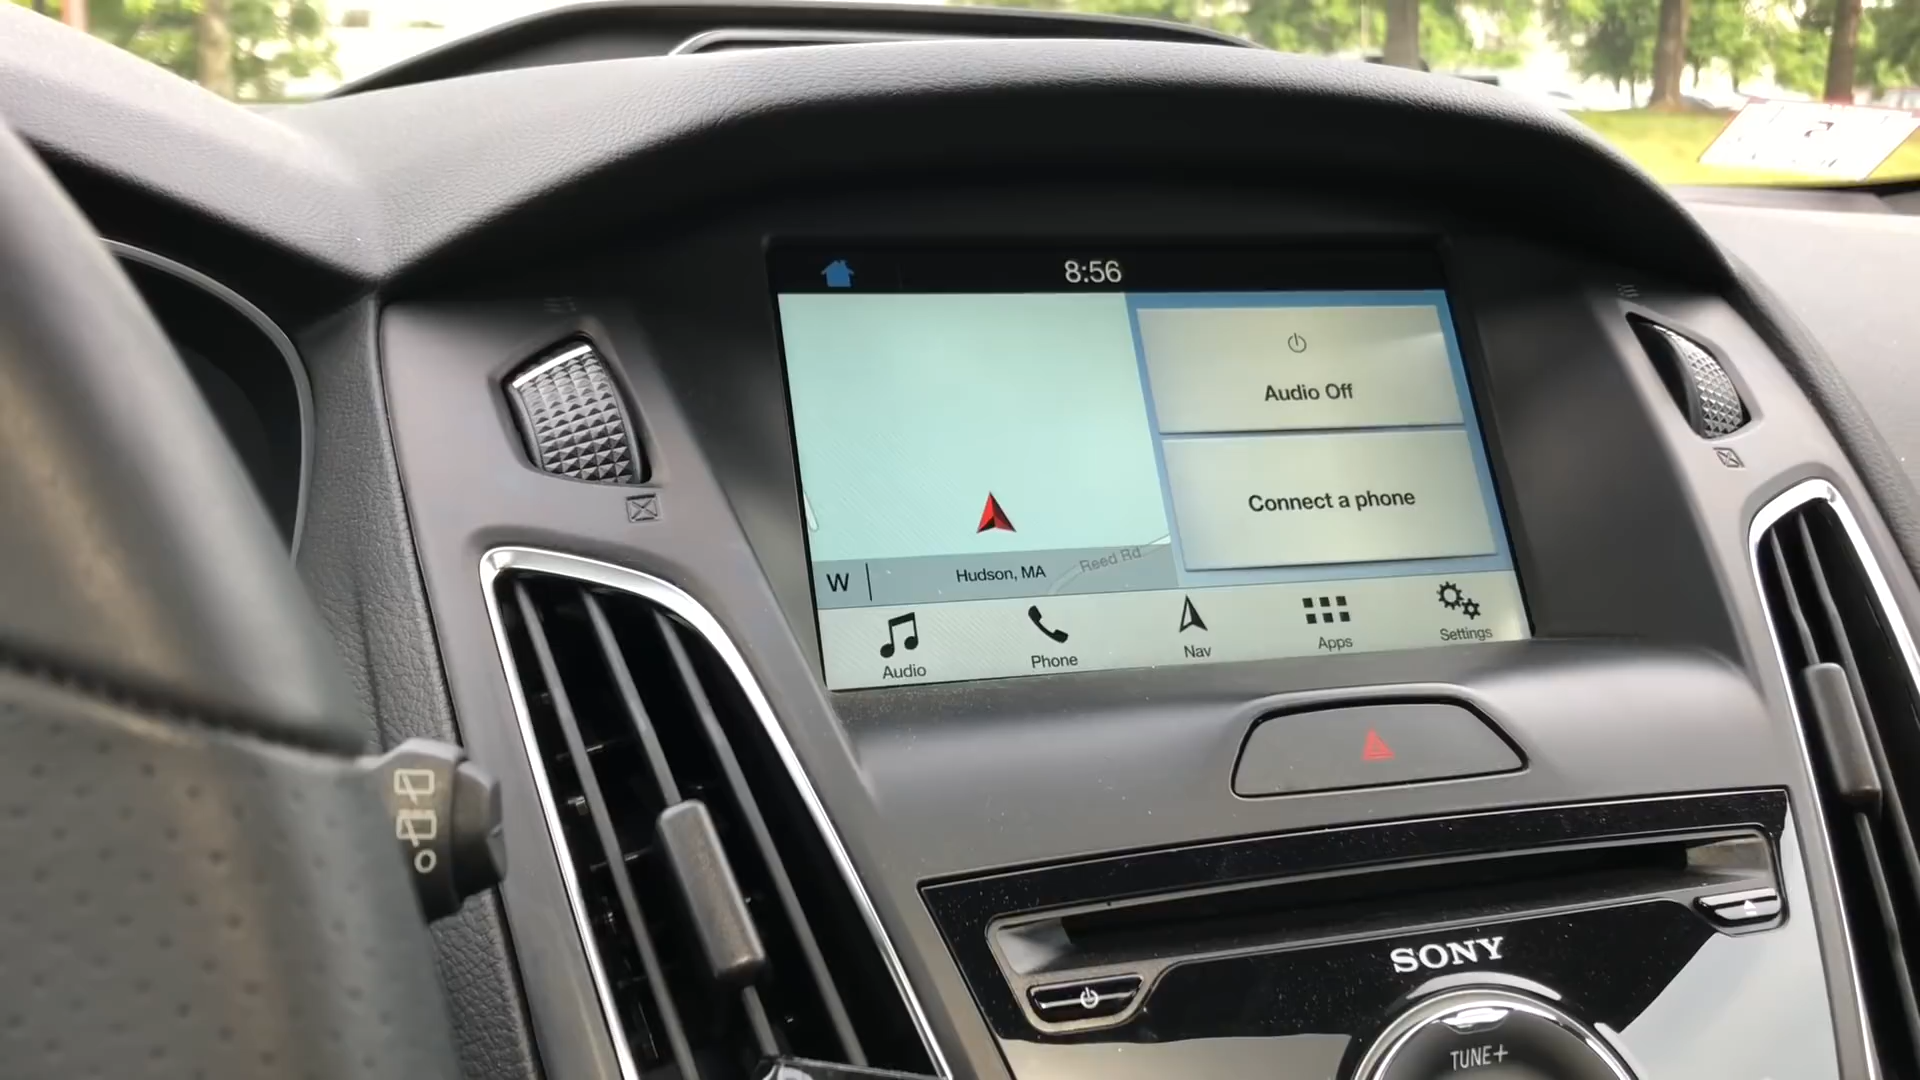 8:56
Audio Off
Connect a phone
W
Hudson, MA
Reed Rd
Audio
Phone
Nav
Apps
Settings
SONY
TUNE+